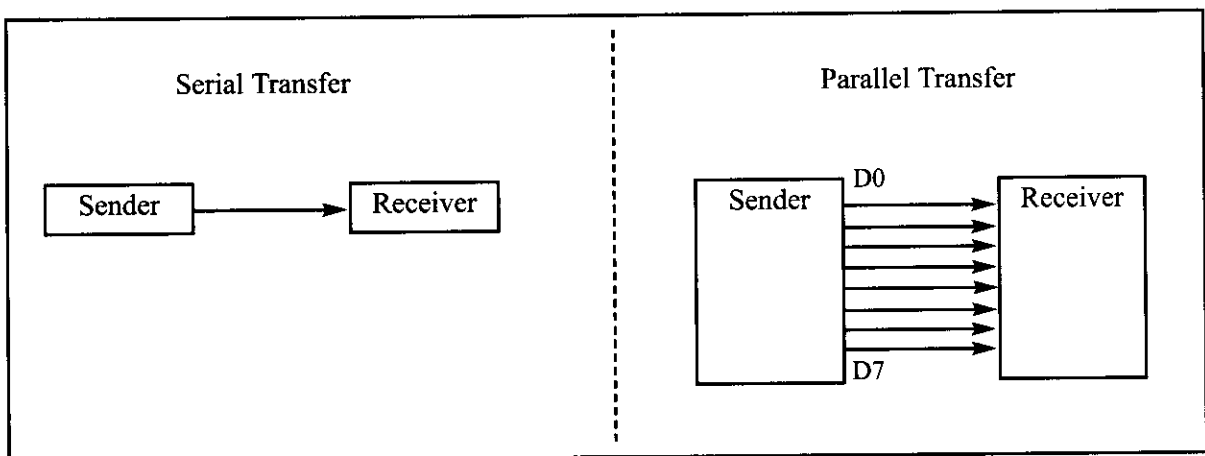 Serial Transfer
Sender
Receiver
Parallel Transfer
Sender
D0
Receiver
D7